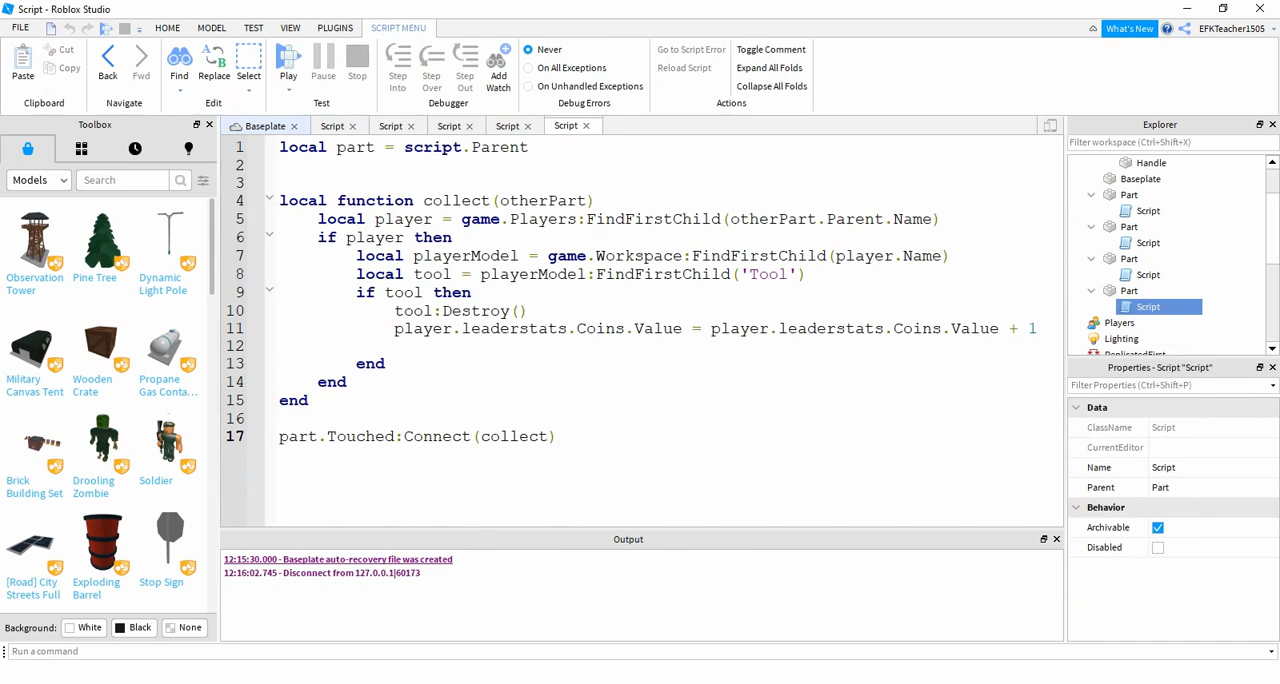 Script - Roblox Studio
FILE HOME MODEL TEST VIEW PLUGINS SCRIPT MENU What's New EFKTeacher1505
Paste Cut Copy Back Fwd Find Replace Select Play Pause Stop Step Into Step Over Step Out Add Watch
Never
On All Exceptions
On Unhandled Exceptions
Go to Script Error
Reload Script
Toggle Comment
Expand All Folds
Collapse All Folds
Clipboard Navigate Edit Test Debugger Debug Errors Actions
Toolbox
Models Search
Observation Tower
Pine Tree
Dynamic Light Pole
Military Canvas Tent
Wooden Crate
Propane Gas Conta...
Brick Building Set
Drooling Zombie
Soldier
[Road] City Streets Full
Exploding Barrel
Stop Sign
Background: White Black None
Baseplate × Script × Script × Script × Script × Script ×
1 local part = script.Parent
2
3
4 local function collect(otherPart)
5 local player = game.Players:FindFirstChild(otherPart.Parent.Name)
6 if player then
7 local playerModel = game.Workspace:FindFirstChild(player.Name)
8 local tool = playerModel:FindFirstChild('Tool')
9 if tool then
10 tool:Destroy()
11 player.leaderstats.Coins.Value = player.leaderstats.Coins.Value + 1
12
13 end
14 end
15 end
16
17 part.Touched:Connect(collect)
Output
12:15:30.000 - Baseplate auto-recovery file was created
12:16:02.745 - Disconnect from 127.0.0.1|60173
Explorer
Filter workspace (Ctrl+Shift+X)
Handle
Baseplate
Part
Script
Part
Script
Part
Script
Part
Script
Players
Lighting
ReplicatedFirst
Properties - Script "Script"
Filter Properties (Ctrl+Shift+P)
Data
ClassName Script
CurrentEditor
Name Script
Parent Part
Behavior
Archivable
Disabled
Run a command